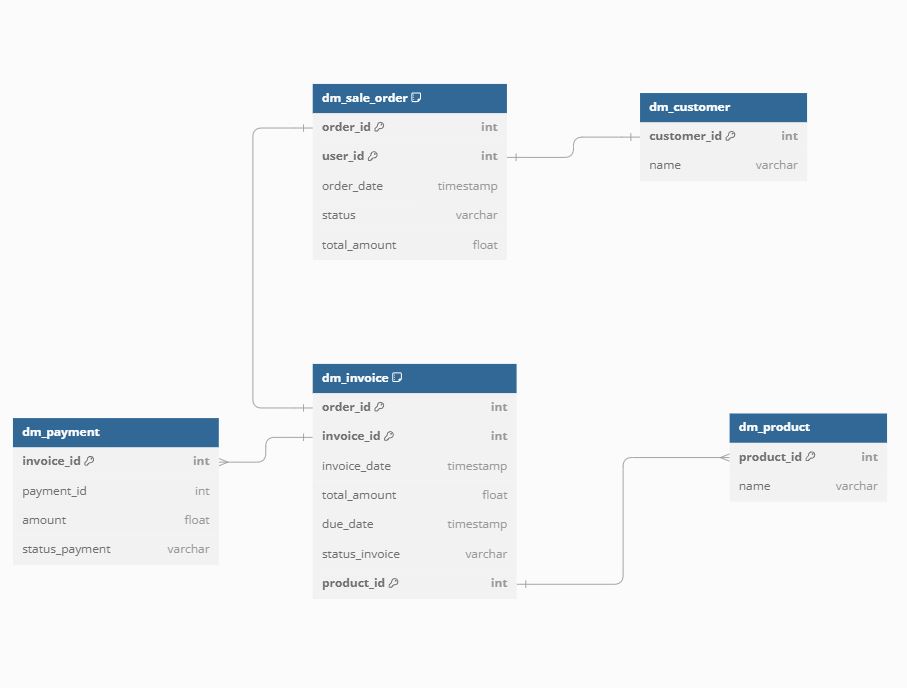 dm_sale_order
order_id int
user_id int
order_date timestamp
status varchar
total_amount float
dm_customer
customer_id int
name varchar
dm_invoice
order_id int
invoice_id int
invoice_date timestamp
total_amount float
due_date timestamp
status_invoice varchar
product_id int
dm_payment
invoice_id int
payment_id int
amount float
status_payment varchar
dm_product
product_id int
name varchar